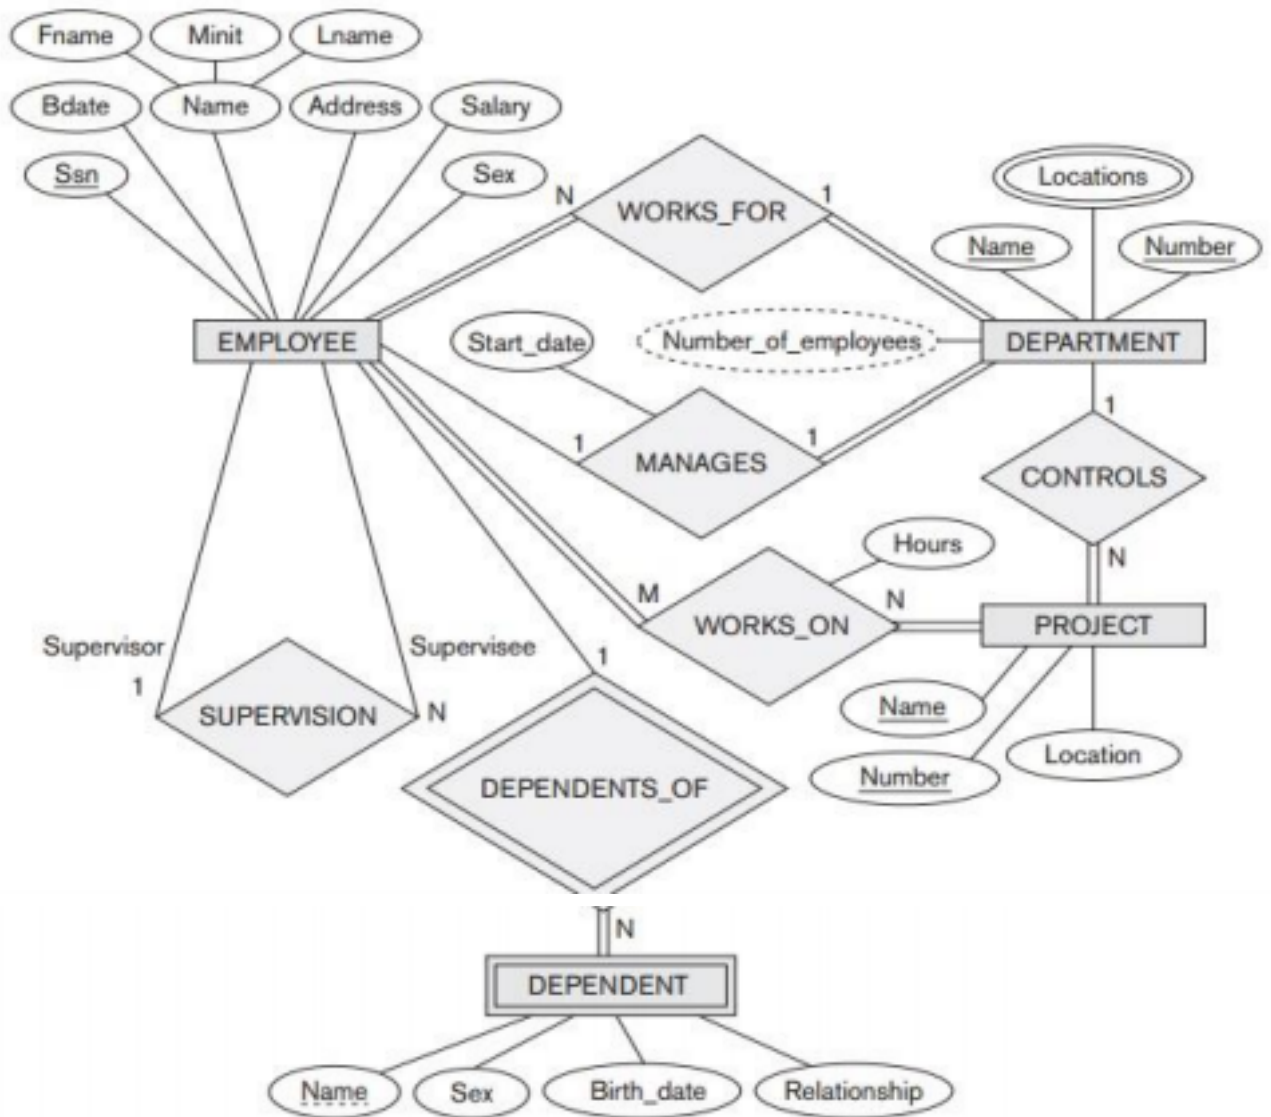 Fname
Minit
Lname
Bdate
Name
Address
Salary
Ssn
Sex
N
WORKS_FOR
1
Locations
Name
Number
EMPLOYEE
Start_date
Number_of_employees
DEPARTMENT
1
MANAGES
1
1
CONTROLS
N
Hours
M
WORKS_ON
N
PROJECT
Supervisor
1
SUPERVISION
Supervisee
N
1
Name
Number
Location
DEPENDENTS_OF
N
DEPENDENT
Name
Sex
Birth_date
Relationship